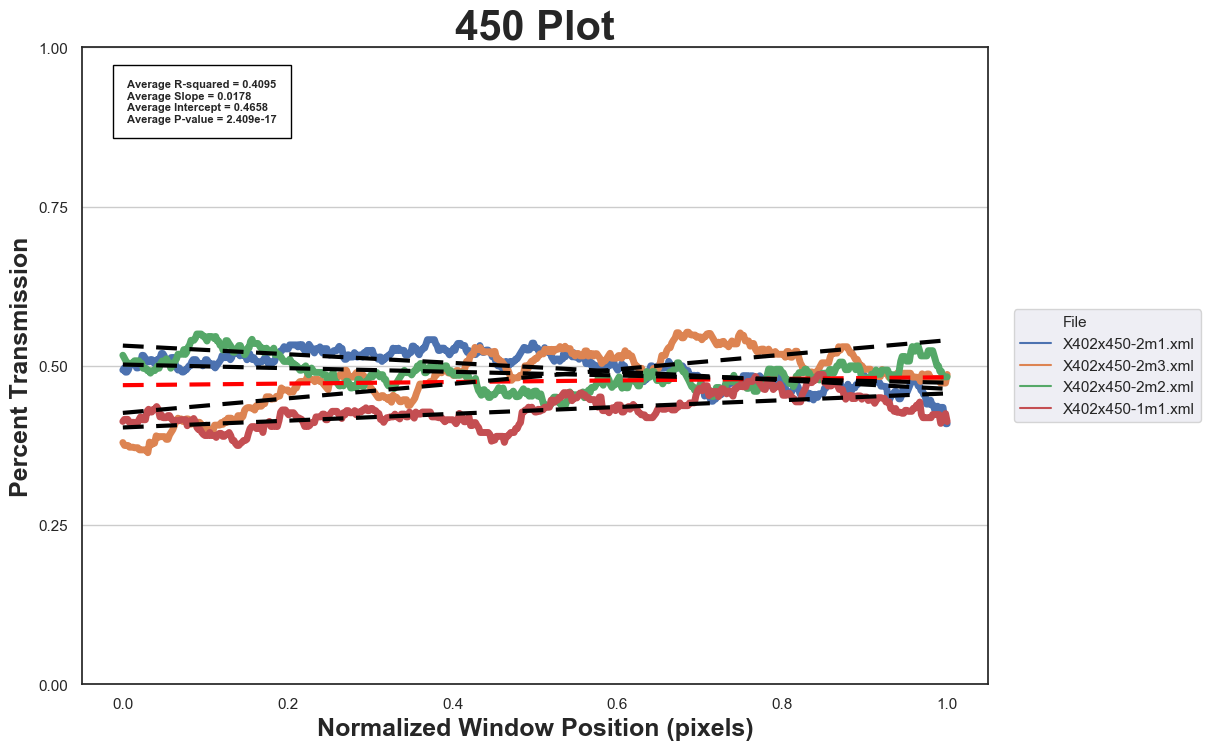 450 Plot
1.00
Average R-squared = 0.4095
Average Slope = 0.0178
Average Intercept = 0.4658
Average P-value = 2.409e-17
0.75
0.50
0.25
0.00
Percent Transmission
0.0 0.2 0.4 0.6 0.8 1.0
Normalized Window Position (pixels)
File
X402x450-2m1.xml
X402x450-2m3.xml
X402x450-2m2.xml
X402x450-1m1.xml